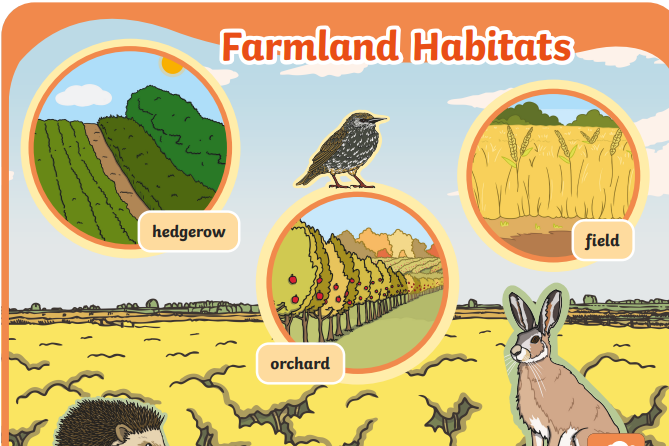 Farmland Habitats
hedgerow
field
orchard